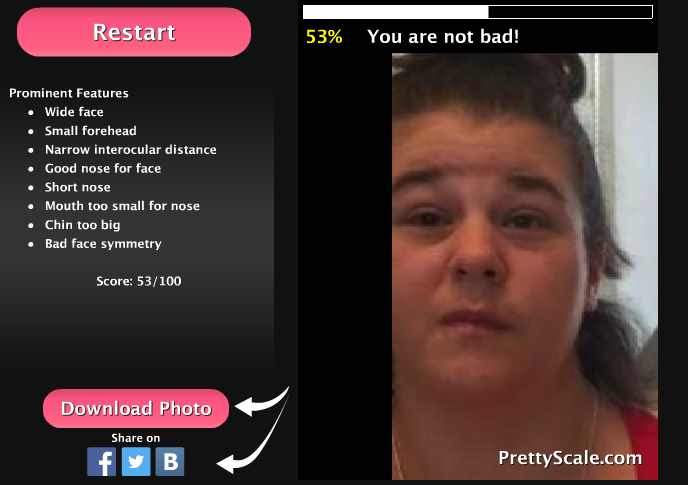 Restart
Prominent Features
Wide face
Small forehead
Narrow interocular distance
Good nose for face
Short nose
Mouth too small for nose
Chin too big
Bad face symmetry
Score: 53/100
Download Photo
Share on
f B
53% You are not bad!
PrettyScale.com